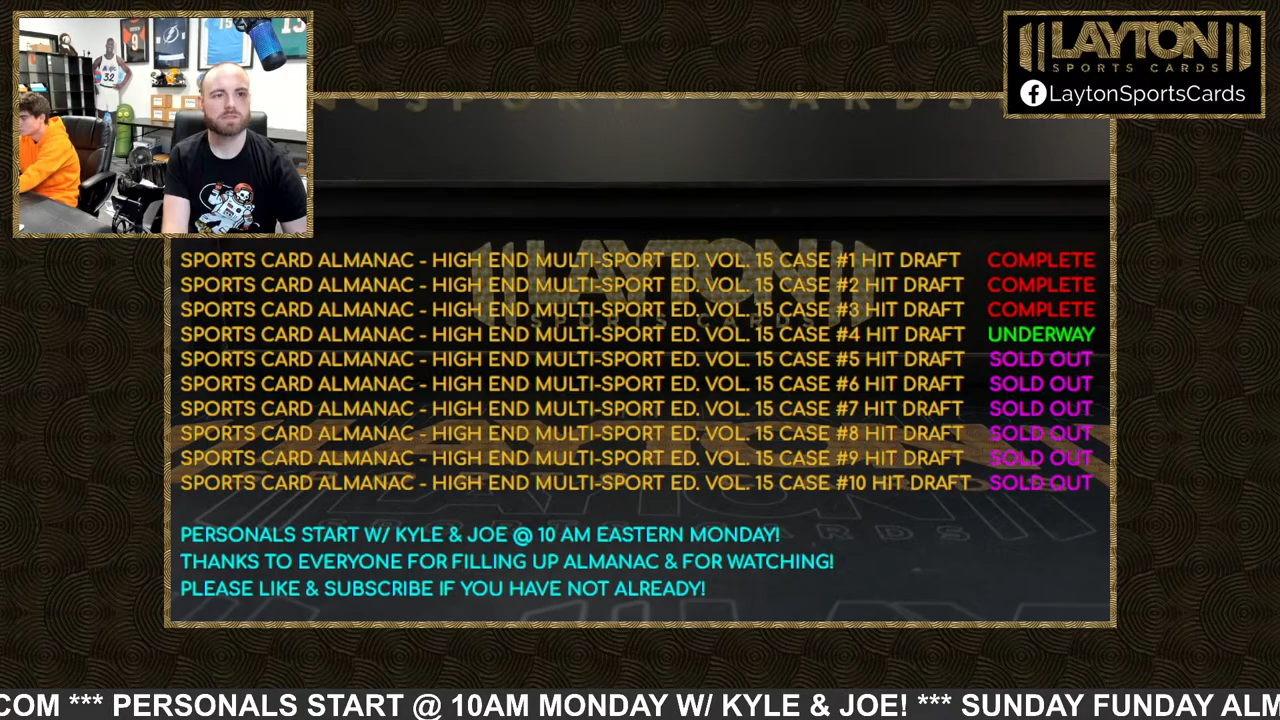 LAYTON
SPORTS CARDS
LaytonSportsCards
SPORTS CARD ALMANAC - HIGH END MULTI-SPORT ED. VOL. 15 CASE #1 HIT DRAFT COMPLETE
SPORTS CARD ALMANAC - HIGH END MULTI-SPORT ED. VOL. 15 CASE #2 HIT DRAFT COMPLETE
SPORTS CARD ALMANAC - HIGH END MULTI-SPORT ED. VOL. 15 CASE #3 HIT DRAFT COMPLETE
SPORTS CARD ALMANAC - HIGH END MULTI-SPORT ED. VOL. 15 CASE #4 HIT DRAFT UNDERWAY
SPORTS CARD ALMANAC - HIGH END MULTI-SPORT ED. VOL. 15 CASE #5 HIT DRAFT SOLD OUT
SPORTS CARD ALMANAC - HIGH END MULTI-SPORT ED. VOL. 15 CASE #6 HIT DRAFT SOLD OUT
SPORTS CARD ALMANAC - HIGH END MULTI-SPORT ED. VOL. 15 CASE #7 HIT DRAFT SOLD OUT
SPORTS CARD ALMANAC - HIGH END MULTI-SPORT ED. VOL. 15 CASE #8 HIT DRAFT SOLD OUT
SPORTS CARD ALMANAC - HIGH END MULTI-SPORT ED. VOL. 15 CASE #9 HIT DRAFT SOLD OUT
SPORTS CARD ALMANAC - HIGH END MULTI-SPORT ED. VOL. 15 CASE #10 HIT DRAFT SOLD OUT
PERSONALS START W/ KYLE & JOE @ 10 AM EASTERN MONDAY!
THANKS TO EVERYONE FOR FILLING UP ALMANAC & FOR WATCHING!
PLEASE LIKE & SUBSCRIBE IF YOU HAVE NOT ALREADY!
COM *** PERSONALS START @ 10AM MONDAY W/ KYLE & JOE! *** SUNDAY FUNDAY ALM